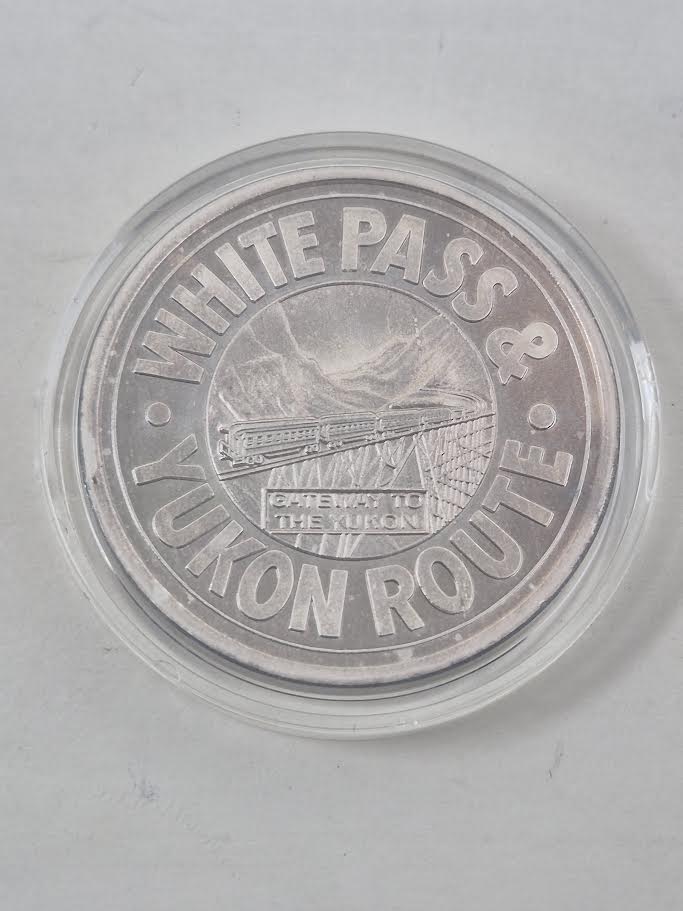 WHITE PASS &
YUKON ROUTE
GATEWAY TO
THE YUKON